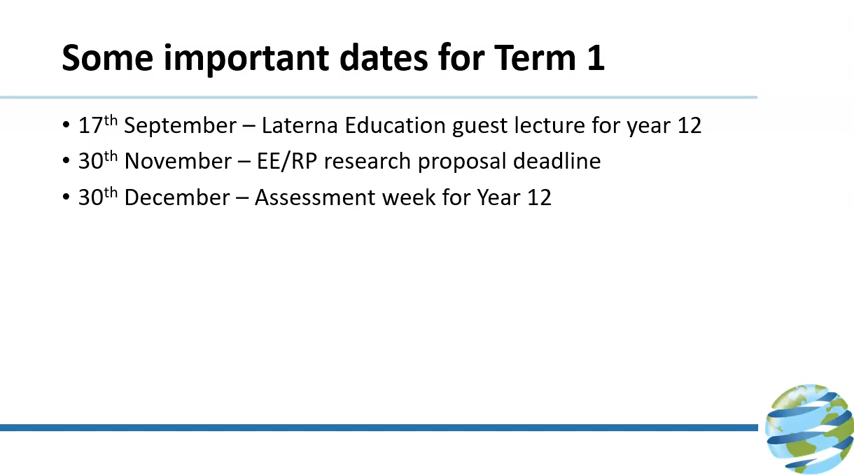 Some important dates for Term 1
• 17th September – Laterna Education guest lecture for year 12
• 30th November – EE/RP research proposal deadline
• 30th December – Assessment week for Year 12